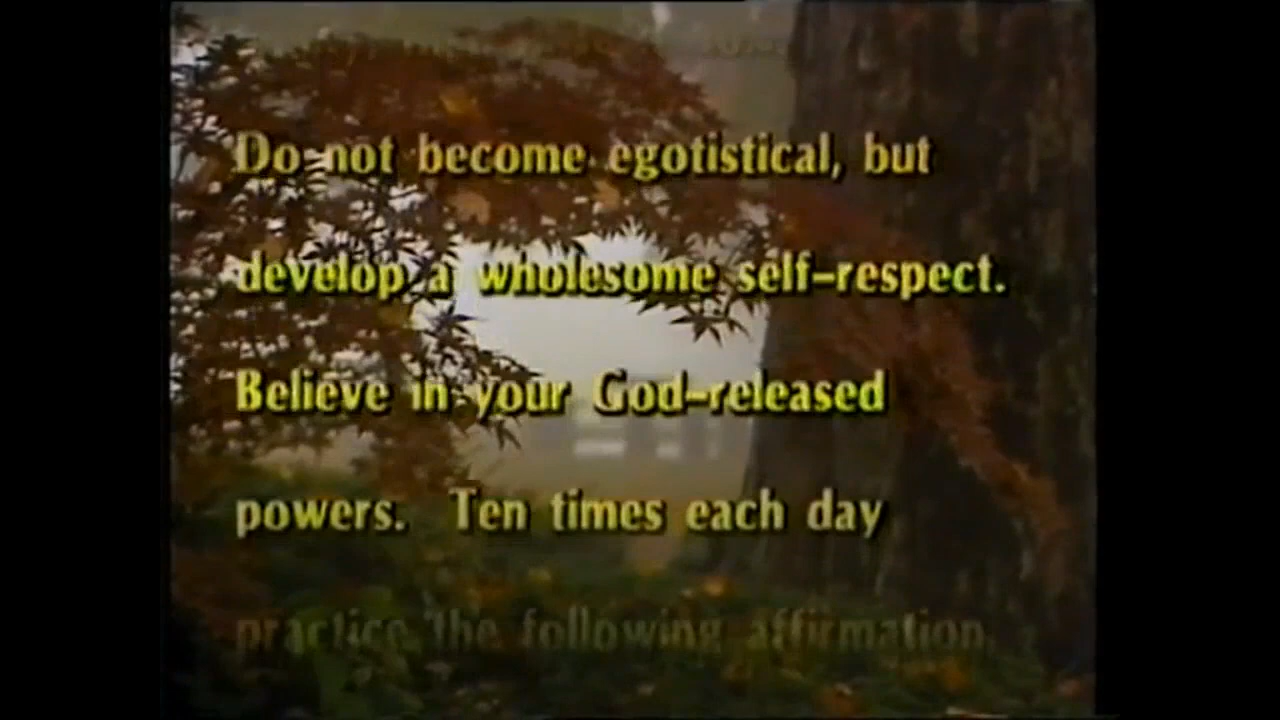 Do not become egotistical, but
develop a wholesome self-respect.
Believe in your God-released
powers. Ten times each day
practice the following affirmation,